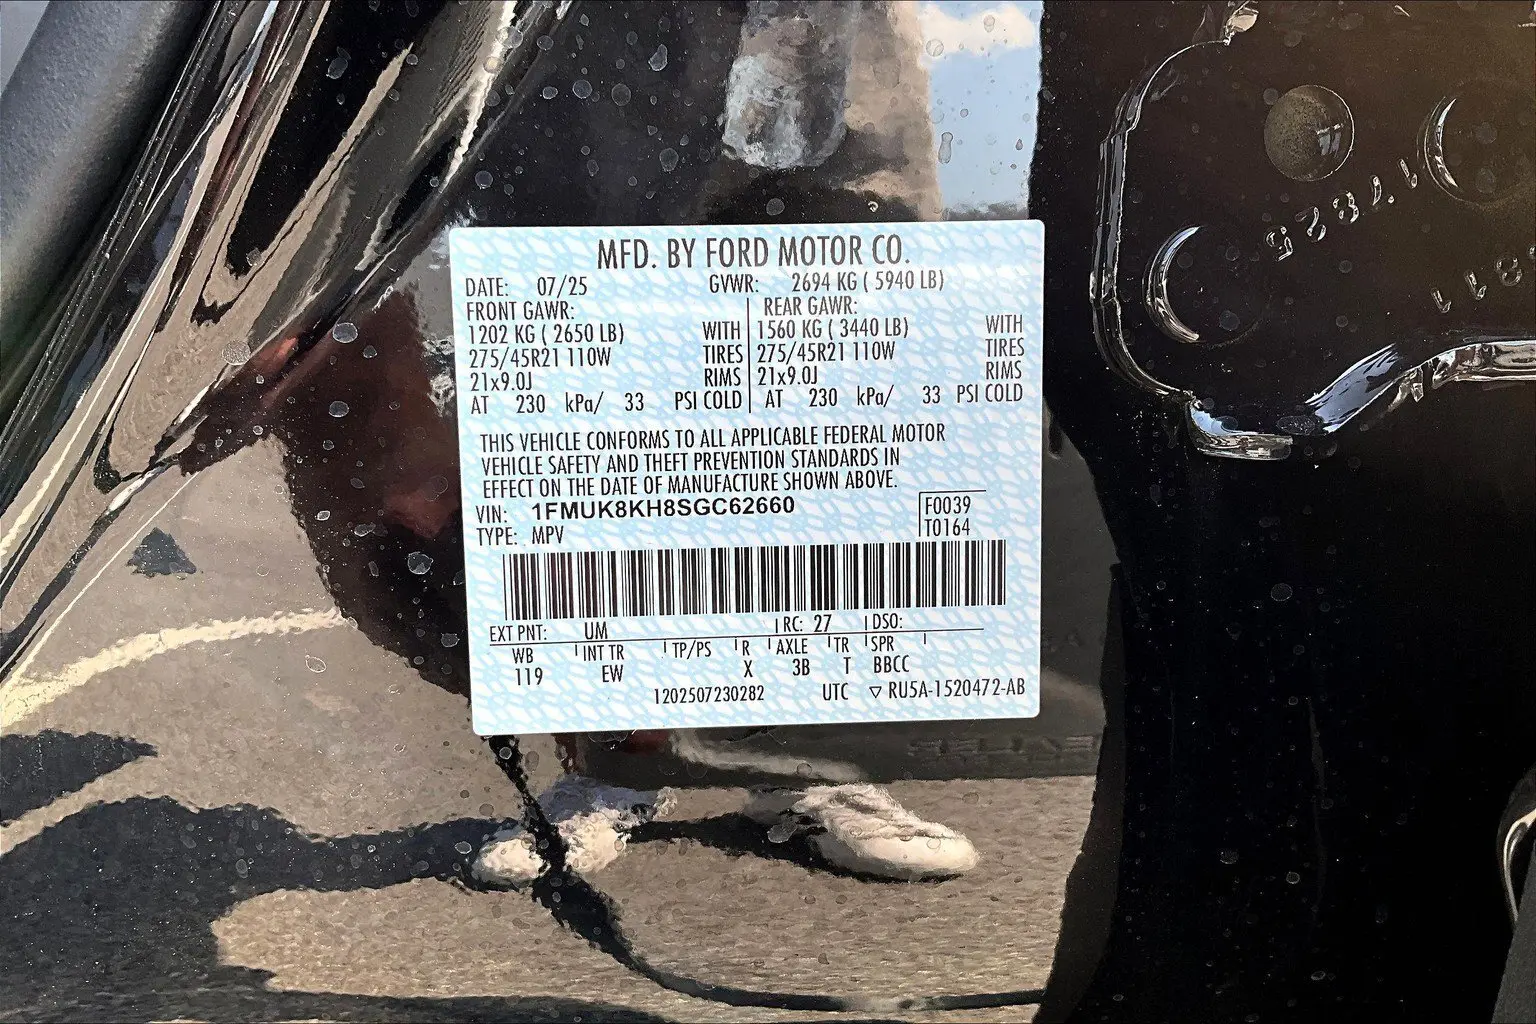 MFD. BY FORD MOTOR CO.
DATE: 07/25 GVWR: 2694 KG ( 5940 LB)
FRONT GAWR: REAR GAWR:
1202 KG ( 2650 LB) WITH 1560 KG ( 3440 LB) WITH
275/45R21 110W TIRES 275/45R21 110W TIRES
21x9.0J RIMS 21x9.0J RIMS
AT 230 kPa/ 33 PSI COLD AT 230 kPa/ 33 PSI COLD
THIS VEHICLE CONFORMS TO ALL APPLICABLE FEDERAL MOTOR
VEHICLE SAFETY AND THEFT PREVENTION STANDARDS IN
EFFECT ON THE DATE OF MANUFACTURE SHOWN ABOVE.
VIN: 1FMUK8KH8SGC62660 F0039
TYPE: MPV T0164
EXT PNT: UM RC: 27 DSO:
WB INT TR TP/PS R AXLE TR SPR
119 EW X 3B T BBCC
1202507230282 UTC ▽ RU5A-1520472-AB